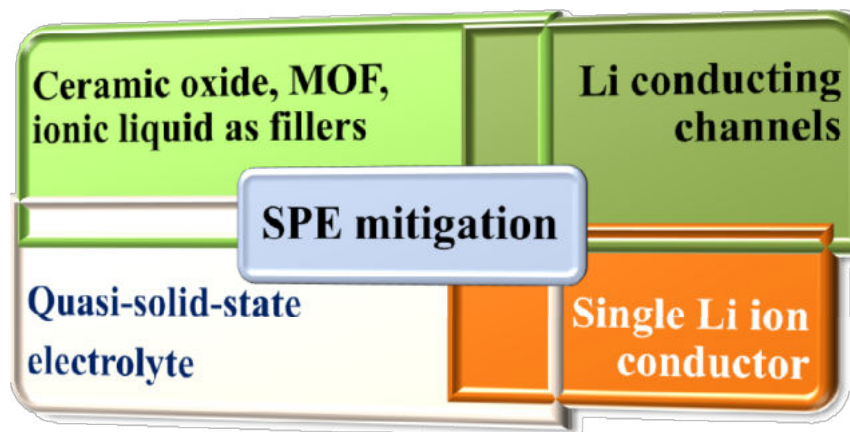 Ceramic oxide, MOF,
ionic liquid as fillers
Li conducting
channels
SPE mitigation
Quasi-solid-state
electrolyte
Single Li ion
conductor